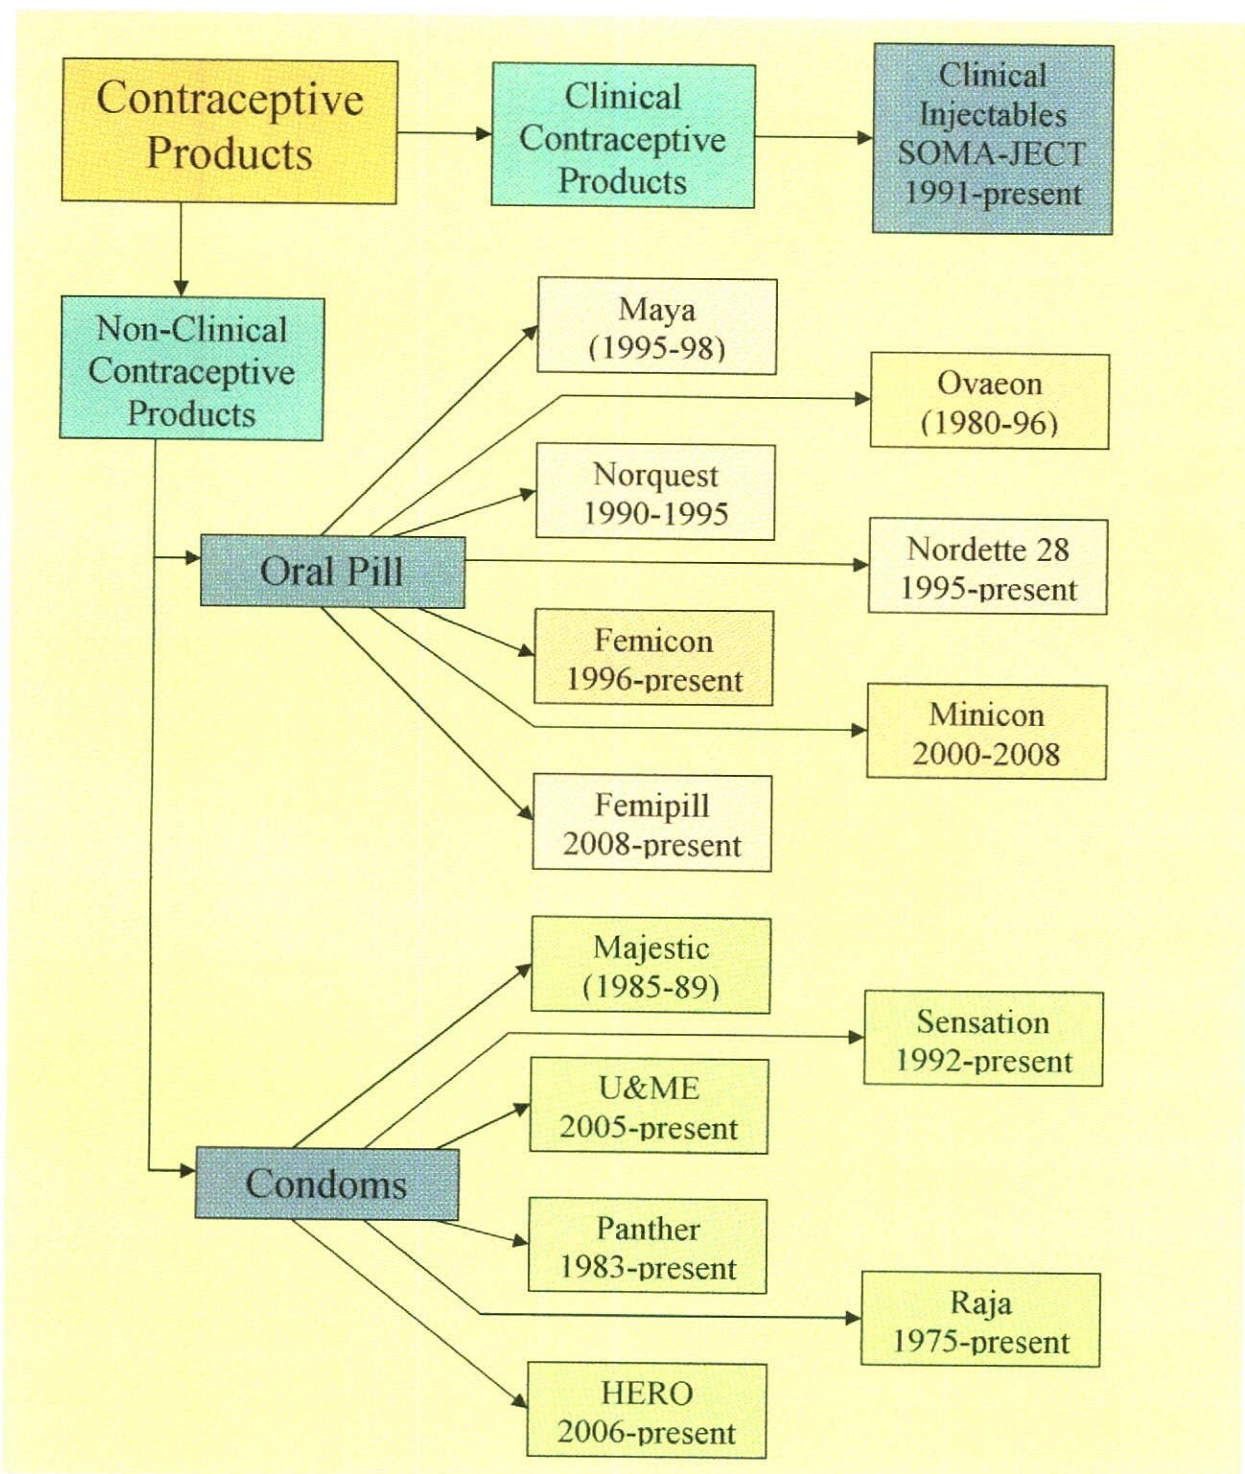 Contraceptive
Products
Clinical
Contraceptive
Products
Clinical
Injectables
SOMA-JECT
1991-present
Non-Clinical
Contraceptive
Products
Maya
(1995-98)
Ovaeon
(1980-96)
Norquest
1990-1995
Oral Pill
Nordette 28
1995-present
Femicon
1996-present
Minicon
2000-2008
Femipill
2008-present
Majestic
(1985-89)
Sensation
1992-present
U&ME
2005-present
Condoms
Panther
1983-present
Raja
1975-present
HERO
2006-present